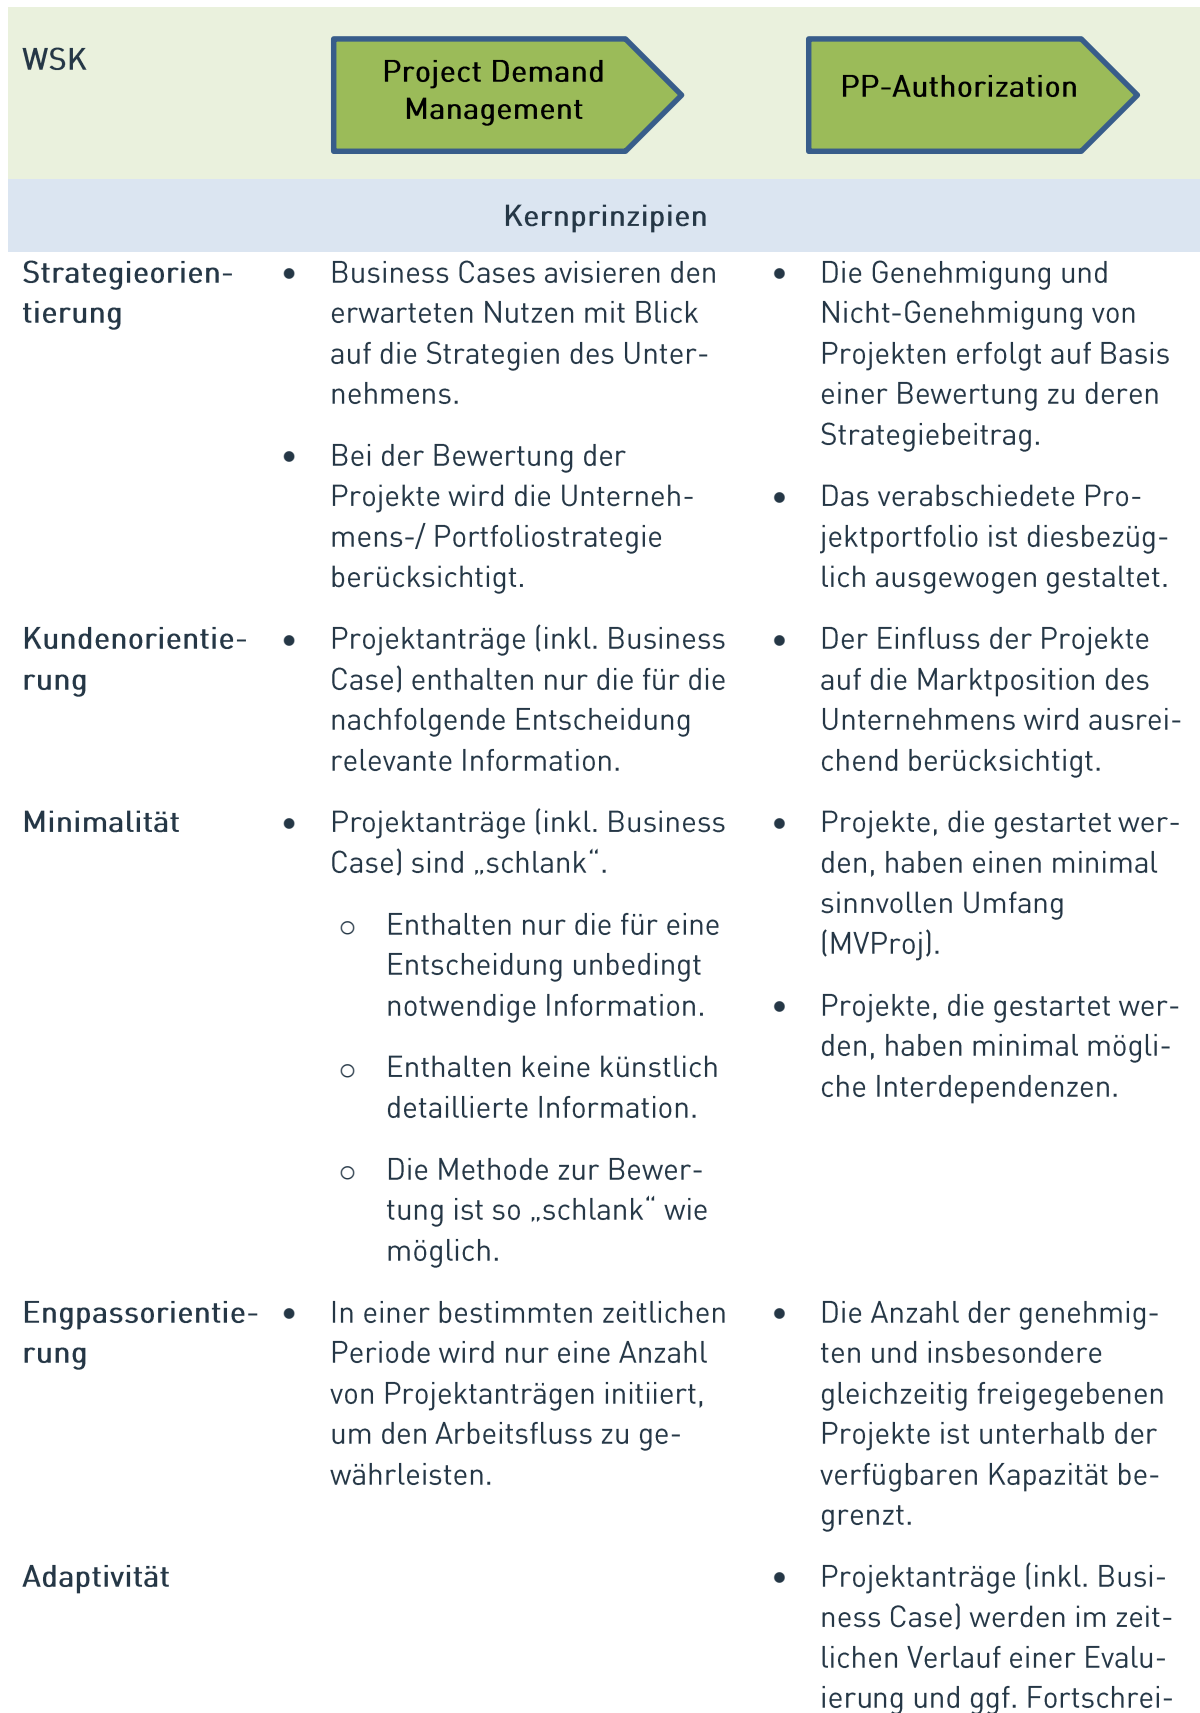 WSK
Project Demand
Management
PP-Authorization
Kernprinzipien
Strategieorien-
tierung
• Business Cases avisieren den
erwarteten Nutzen mit Blick
auf die Strategien des Unter-
nehmens.
• Bei der Bewertung der
Projekte wird die Unterneh-
mens-/ Portfoliostrategie
berücksichtigt.
• Die Genehmigung und
Nicht-Genehmigung von
Projekten erfolgt auf Basis
einer Bewertung zu deren
Strategiebeitrag.
• Das verabschiedete Pro-
jektportfolio ist diesbezüg-
lich ausgewogen gestaltet.
Kundenorientie-
rung
• Projektanträge (inkl. Business
Case) enthalten nur die für die
nachfolgende Entscheidung
relevante Information.
• Der Einfluss der Projekte
auf die Marktposition des
Unternehmens wird ausrei-
chend berücksichtigt.
Minimalität
• Projektanträge (inkl. Business
Case) sind „schlank“.
o Enthalten nur die für eine
Entscheidung unbedingt
notwendige Information.
o Enthalten keine künstlich
detaillierte Information.
o Die Methode zur Bewer-
tung ist so „schlank“ wie
möglich.
• Projekte, die gestartet wer-
den, haben einen minimal
sinnvollen Umfang
(MVProj).
• Projekte, die gestartet wer-
den, haben minimal mögli-
che Interdependenzen.
Engpassorientie-
rung
• In einer bestimmten zeitlichen
Periode wird nur eine Anzahl
von Projektanträgen initiiert,
um den Arbeitsfluss zu ge-
währleisten.
• Die Anzahl der genehmig-
ten und insbesondere
gleichzeitig freigegebenen
Projekte ist unterhalb der
verfügbaren Kapazität be-
grenzt.
Adaptivität
• Projektanträge (inkl. Busi-
ness Case) werden im zeit-
lichen Verlauf einer Evalu-
ierung und ggf. Fortschrei-